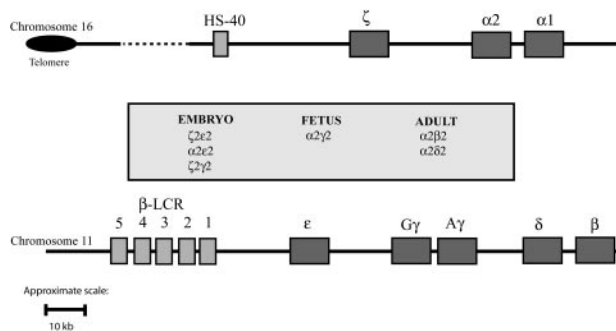 Chromosome 16
HS-40
ζ
α2
α1
Telomere
EMBRYO
FETUS
ADULT
ζ2ε2
α2γ2
α2β2
α2ε2
α2δ2
ζ2γ2
β-LCR
5 4 3 2 1
ε
Gγ
Aγ
δ
β
Chromosome 11
Approximate scale:
10 kb